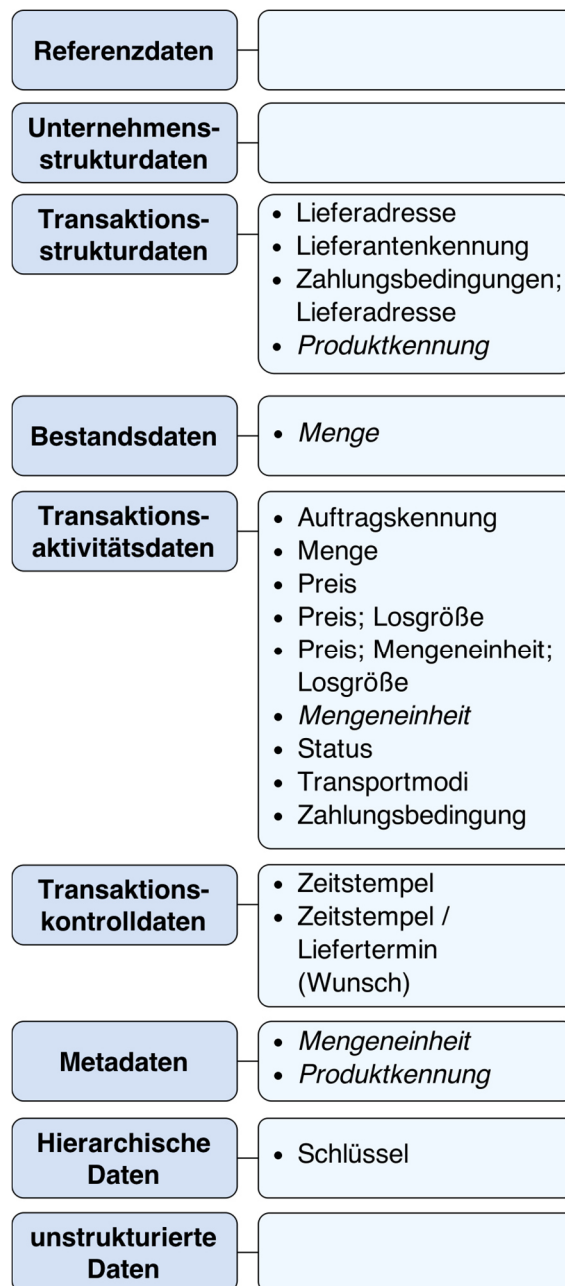 Referenzdaten
Unternehmens-
strukturdaten
Transaktions-
strukturdaten
• Lieferadresse
• Lieferantenkennung
• Zahlungsbedingungen;
Lieferadresse
• Produktkennung
Bestandsdaten
• Menge
Transaktions-
aktivitätsdaten
• Auftragskennung
• Menge
• Preis
• Preis; Losgröße
• Preis; Mengeneinheit;
Losgröße
• Mengeneinheit
• Status
• Transportmodi
• Zahlungsbedingung
Transaktions-
kontrolldaten
• Zeitstempel
• Zeitstempel /
Liefertermin
(Wunsch)
Metadaten
• Mengeneinheit
• Produktkennung
Hierarchische
Daten
• Schlüssel
unstrukturierte
Daten